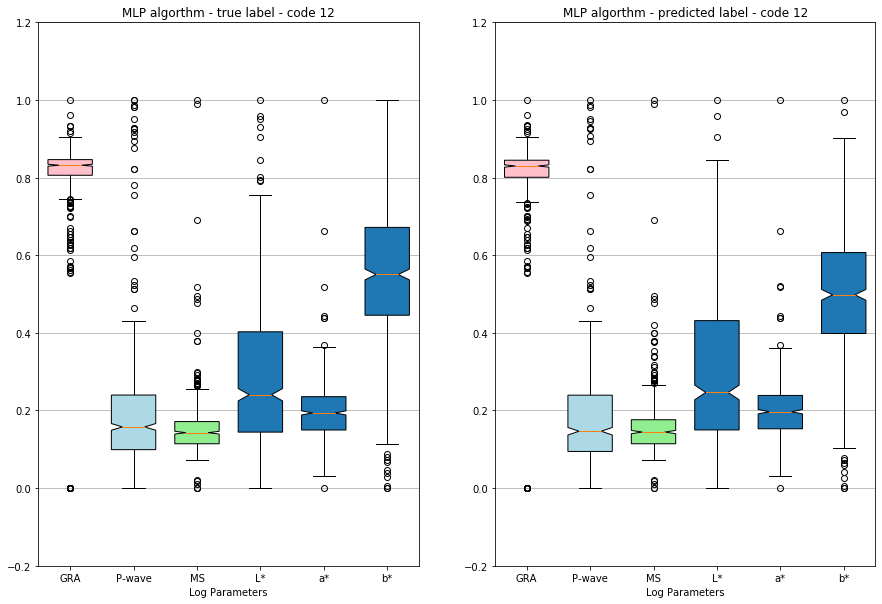 MLP algorthm - true label - code 12
1.2
1.0
0.8
0.6
0.4
0.2
0.0
−0.2
GRA P-wave MS L* a* b*
Log Parameters
MLP algorthm - predicted label - code 12
1.2
1.0
0.8
0.6
0.4
0.2
0.0
−0.2
GRA P-wave MS L* a* b*
Log Parameters